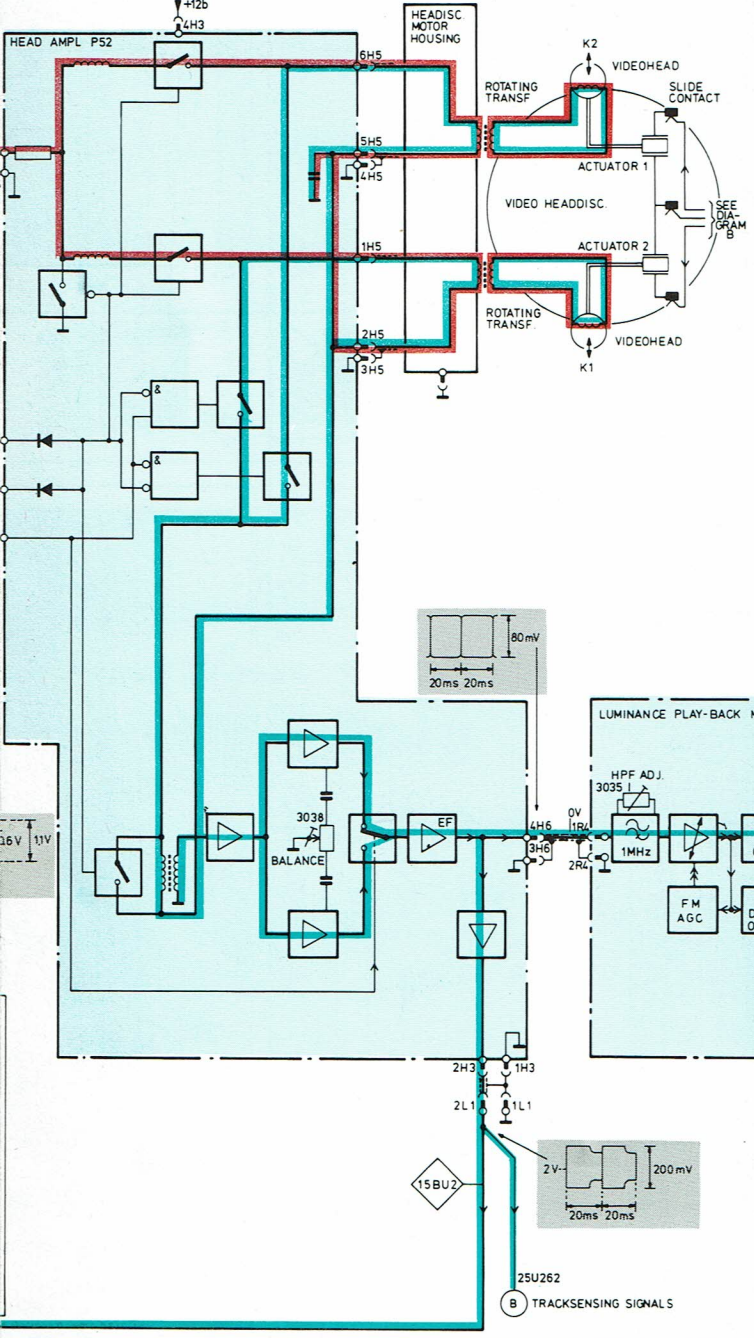 +12b
4H3
HEAD AMPL P52
HEADISC
MOTOR
HOUSING
6H5
K2
VIDEOHEAD
ROTATING
TRANSF
SLIDE
CONTACT
5H5
4H5
ACTUATOR 1
VIDEO HEADDISC.
SEE
DIA-
GRAM
B
1H5
ACTUATOR 2
ROTATING
TRANSF.
2H5
3H5
VIDEOHEAD
K1
&
&
80mV
20ms 20ms
LUMINANCE PLAY-BACK
HPF ADJ.
3035
3038
BALANCE
EF
4H6
0V
1R4
3H6
2R4
1MHz
1,1V
FM
AGC
2H3
1H3
2L1
1L1
15BU2
2V
200mV
20ms 20ms
25U262
B
TRACKSENSING SIGNALS